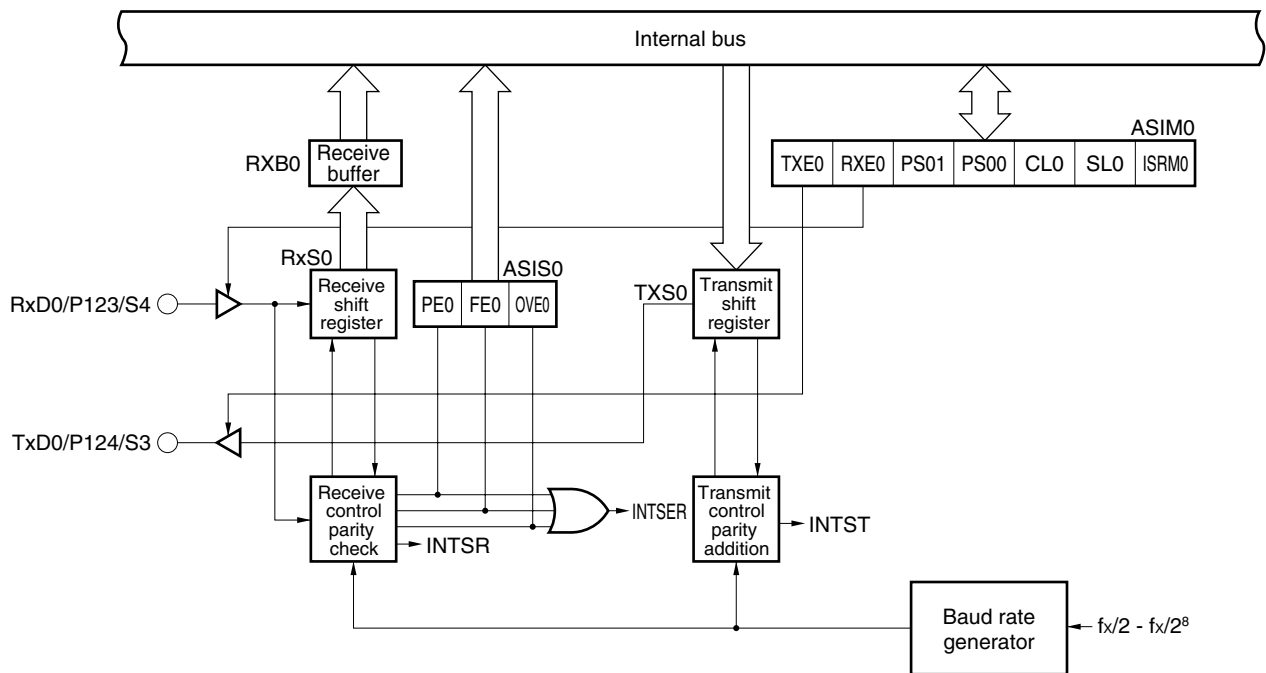 Internal bus
ASIM0
RXB0
Receive
buffer
TXE0 RXE0 PS01 PS00 CL0 SL0 ISRM0
RxS0
ASIS0
RxD0/P123/S4
Receive
shift
register
PE0 FE0 OVE0
TXS0
Transmit
shift
register
TxD0/P124/S3
Receive
control
parity
check
INTSER
INTSR
Transmit
control
parity
addition
INTST
Baud rate
generator
fx/2 - fx/2⁸